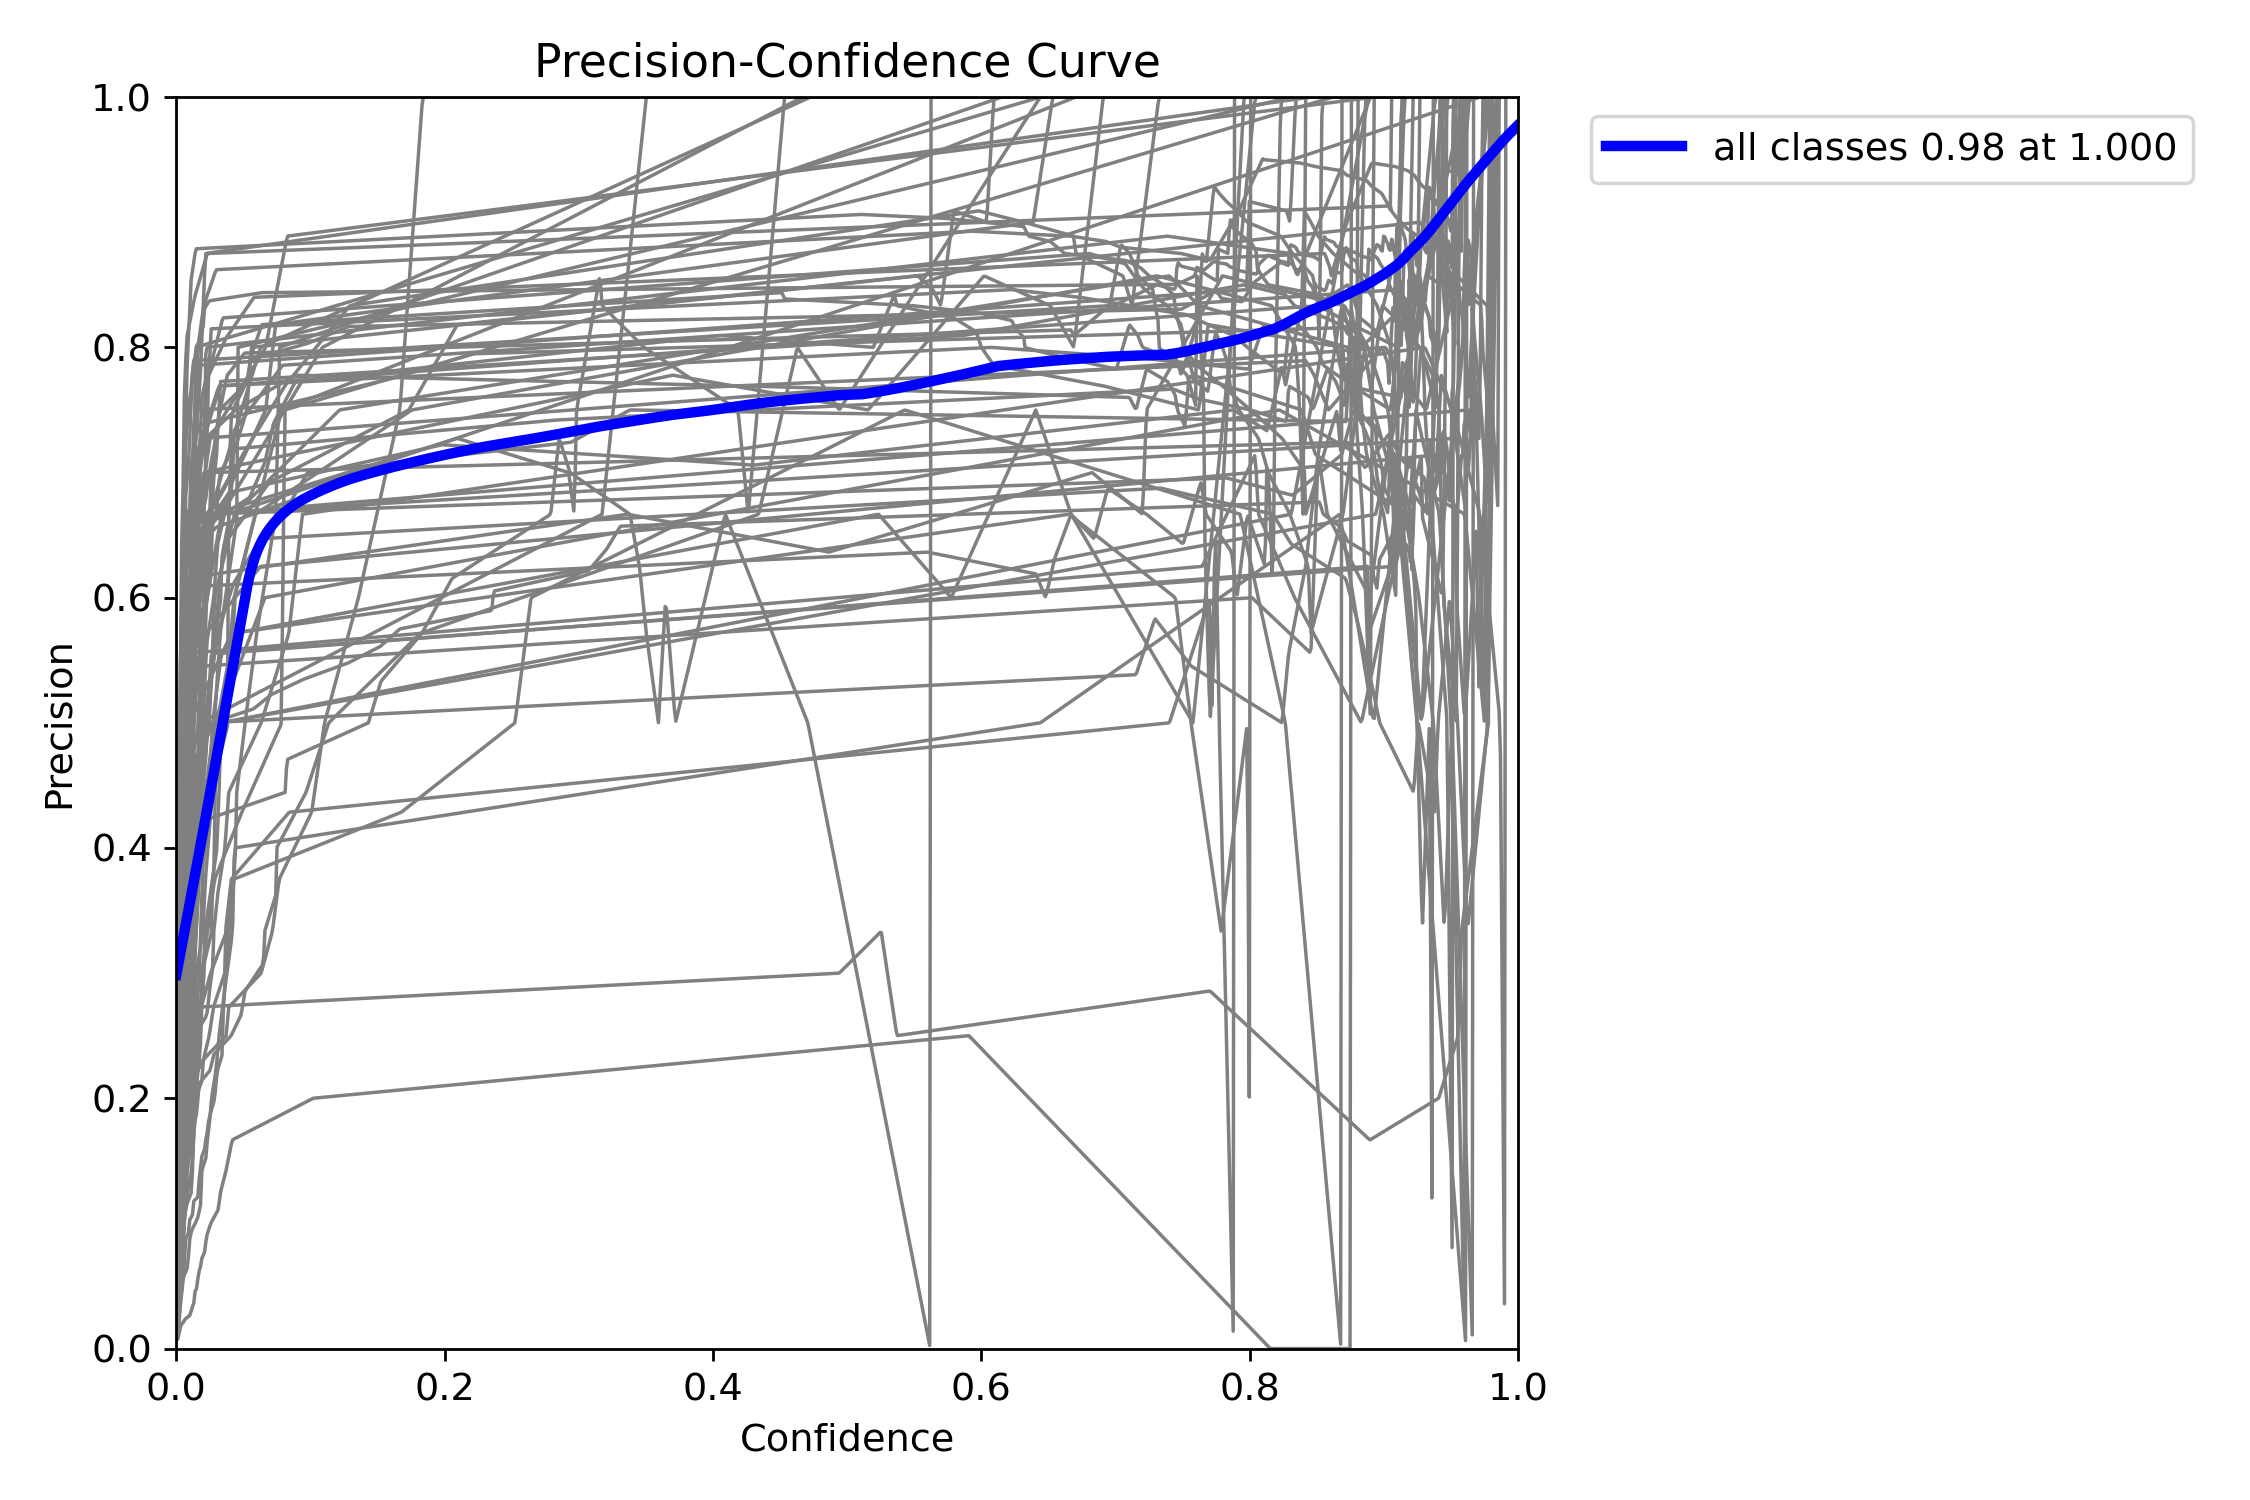 Precision-Confidence Curve
all classes 0.98 at 1.000
Precision
1.0
0.8
0.6
0.4
0.2
0.0
0.0 0.2 0.4 0.6 0.8 1.0
Confidence